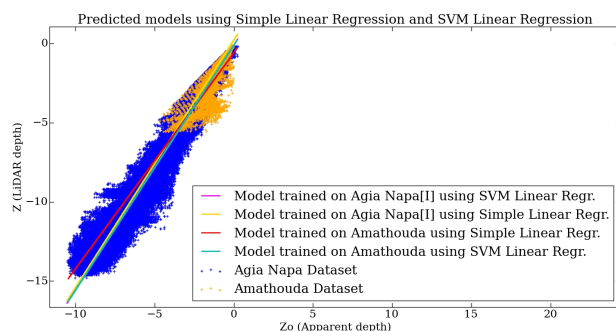 Predicted models using Simple Linear Regression and SVM Linear Regression
Z (LiDAR depth)
0
−5
−10
−15
Model trained on Agia Napa[I] using SVM Linear Regr.
Model trained on Agia Napa[I] using Simple Linear Regr.
Model trained on Amathouda using Simple Linear Regr.
Model trained on Amathouda using SVM Linear Regr.
Agia Napa Dataset
Amathouda Dataset
−10 −5 0 5 10 15 20
Zo (Apparent depth)